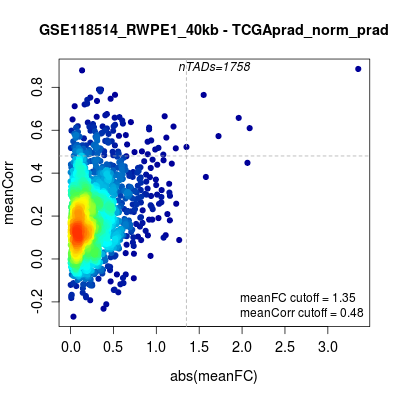 GSE118514_RWPE1_40kb - TCGAprad_norm_prad
nTADs=1758
meanCorr
0.8
0.6
0.4
0.2
0.0
-0.2
meanFC cutoff = 1.35
meanCorr cutoff = 0.48
0.0 0.5 1.0 1.5 2.0 2.5 3.0
abs(meanFC)